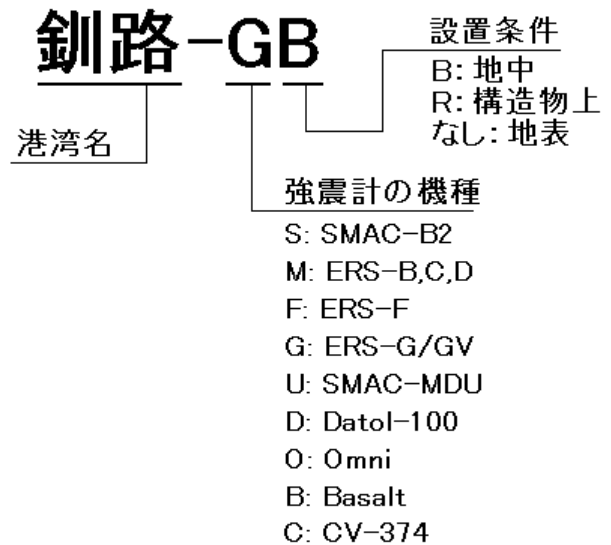 釧路-GB
設置条件
B: 地中
R: 構造物上
なし: 地表
港湾名
強震計の機種
S: SMAC-B2
M: ERS-B,C,D
F: ERS-F
G: ERS-G/GV
U: SMAC-MDU
D: Datol-100
O: Omni
B: Basalt
C: CV-374